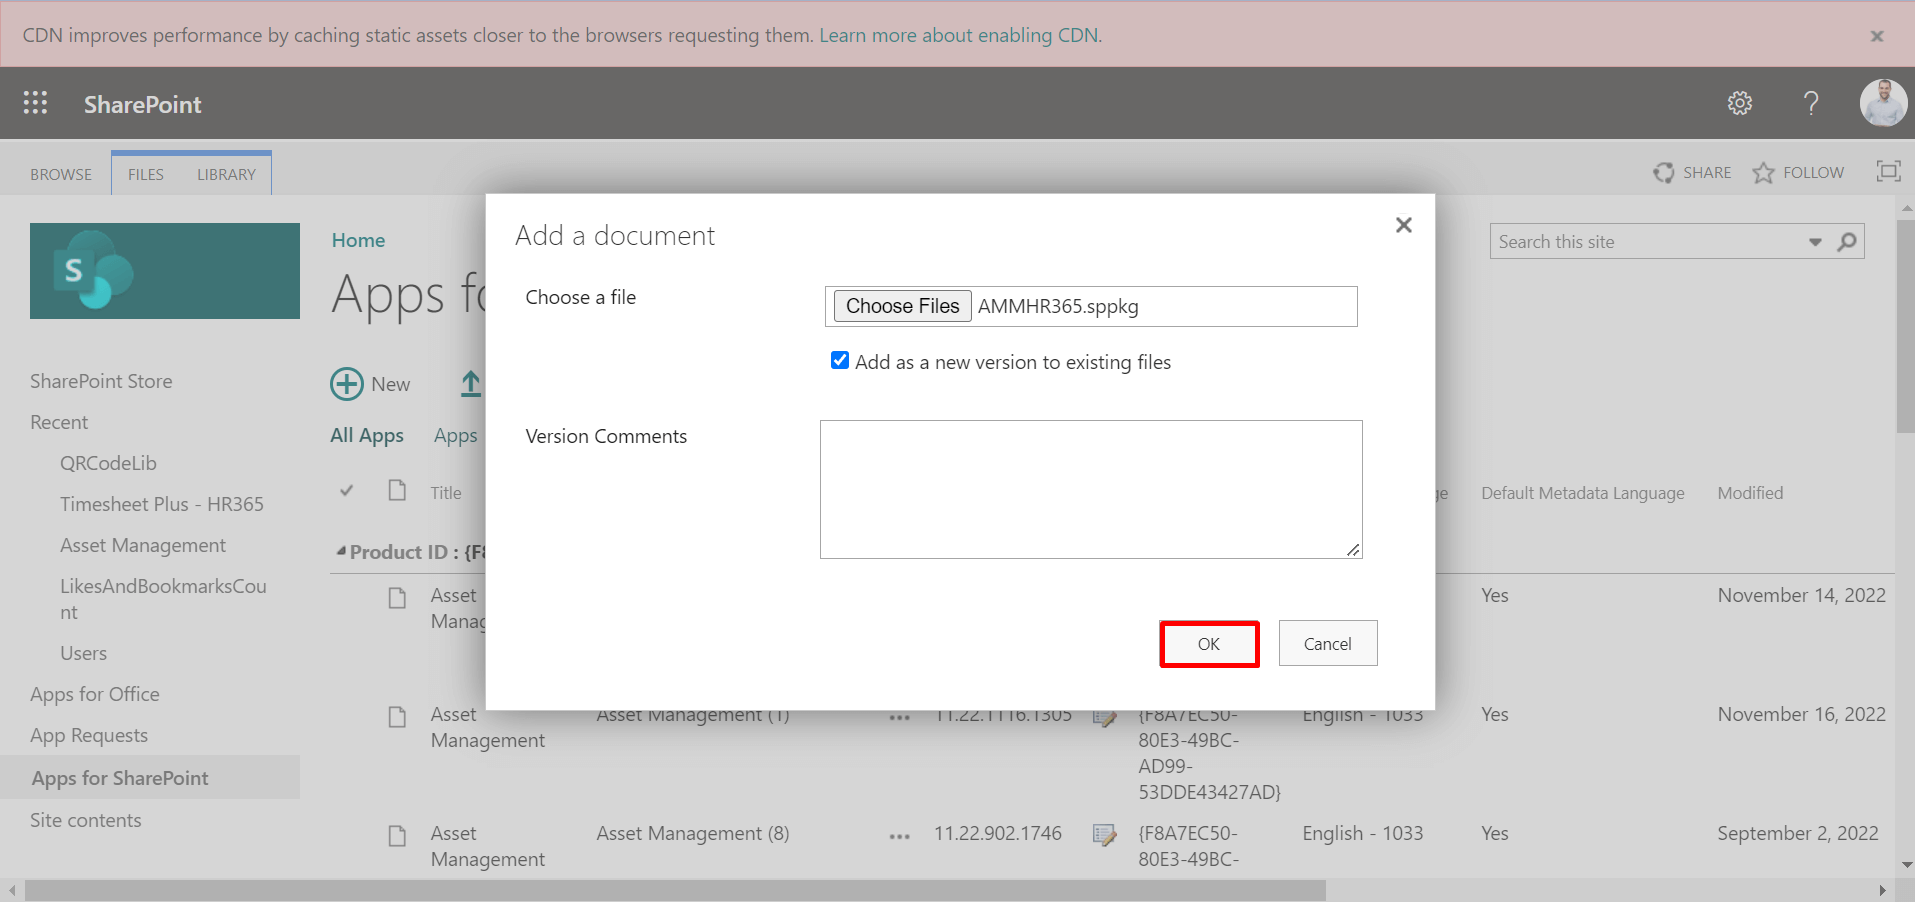 CDN improves performance by caching static assets closer to the browsers requesting them. Learn more about enabling CDN.
SharePoint
BROWSE FILES LIBRARY SHARE FOLLOW
S
Home
Apps
Search this site
SharePoint Store
Recent
QRCodeLib
Timesheet Plus - HR365
Asset Management
LikesAndBookmarksCou
nt
Users
Apps for Office
App Requests
Apps for SharePoint
Site contents
New
All Apps Apps
Title Default Metadata Language Modified
Product ID : {F8
Add a document
Choose a file Choose Files AMMHR365.sppkg
Add as a new version to existing files
Version Comments
OK Cancel
Asset Yes November 14, 2022
Asset Asset Management (1) ... 11.22.1116.1305 {F8A7EC50- English - 1033 Yes November 16, 2022
Management 80E3-49BC-
AD99-
53DDE43427AD}
Asset Asset Management (8) ... 11.22.902.1746 {F8A7EC50- English - 1033 Yes September 2, 2022
Management 80E3-49BC-